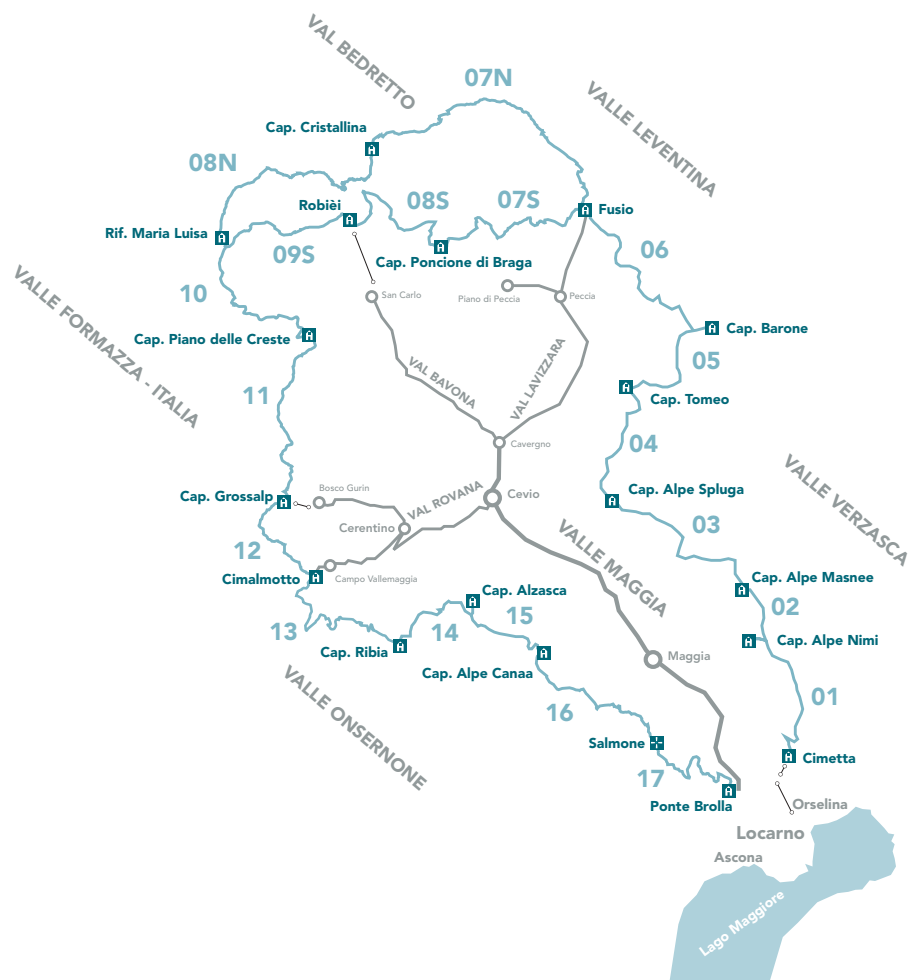 VAL BEDRETTO
07N
VALLE LEVENTINA
Cap. Cristallina
08N
Robièi
08S
07S
Fusio
Rif. Maria Luisa
09S
Cap. Poncione di Braga
06
10
San Carlo
Piano di Peccia
Peccia
VALLE FORMAZZA - ITALIA
Cap. Piano delle Creste
Cap. Barone
05
VAL BAVONA
VAL LAVIZZARA
11
Cap. Tomeo
04
Cavergno
Cap. Grossalp
Bosco Gurin
VAL ROVANA
Cevio
Cap. Alpe Spluga
VALLE VERZASCA
Cerentino
03
12
VALLE MAGGIA
Cimalmotto
Campo Vallemaggia
Cap. Alpe Masnee
Cap. Alzasca
02
13
14
15
Cap. Ribia
Cap. Alpe Nimi
Cap. Alpe Canaa
Maggia
VALLE ONSERNONE
01
16
Salmone
Cimetta
17
Ponte Brolla
Orselina
Locarno
Ascona
Lago Maggiore